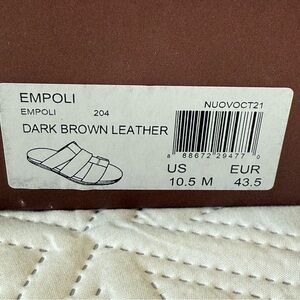 EMPOLI
EMPOLI 204 NUOVOCT21
DARK BROWN LEATHER
8 88672 29477 0
US EUR
10.5 M 43.5